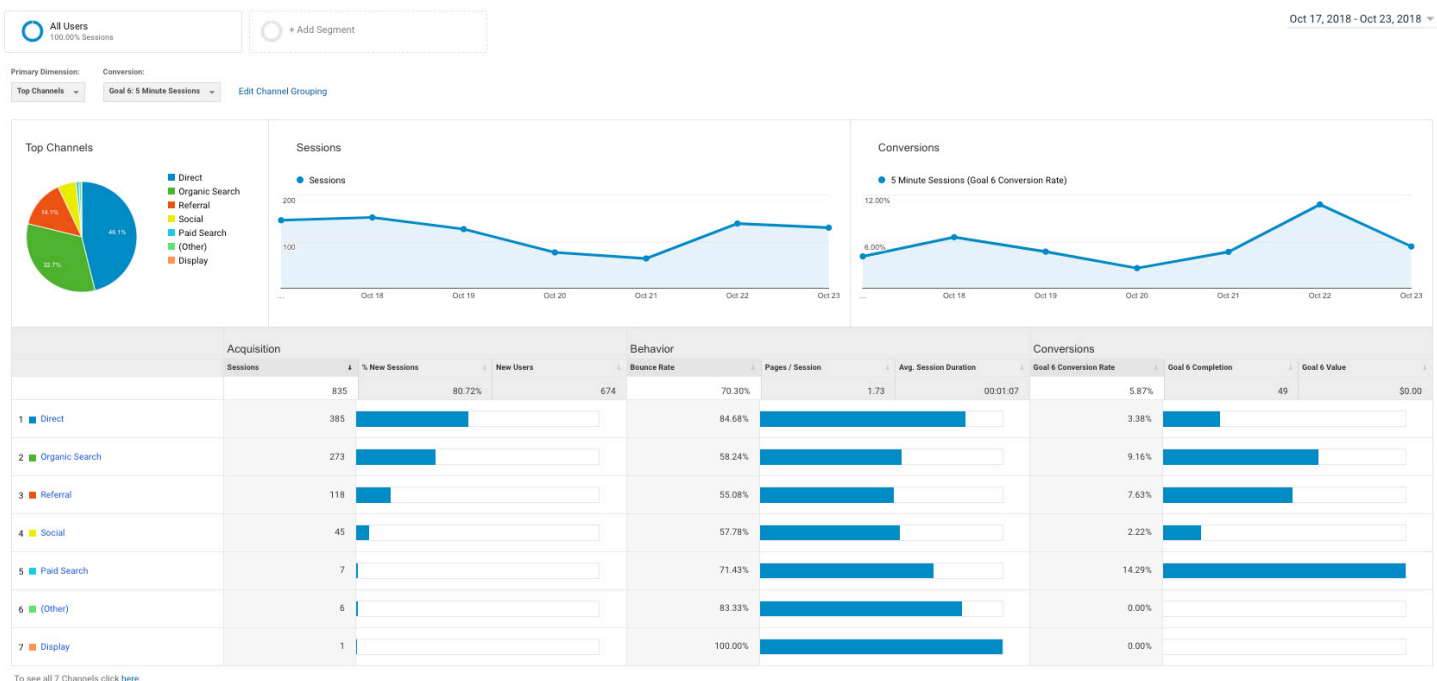 All Users
100.00% Sessions
+ Add Segment
Oct 17, 2018 - Oct 23, 2018
Primary Dimension:
Conversion:
Top Channels
Goal 6: 5 Minute Sessions
Edit Channel Grouping
Top Channels
Direct
Organic Search
Referral
Social
Paid Search
(Other)
Display
46.1%
32.7%
14.1%
Sessions
Sessions
200
100
...
Oct 18
Oct 19
Oct 20
Oct 21
Oct 22
Oct 23
Conversions
5 Minute Sessions (Goal 6 Conversion Rate)
12.00%
6.00%
...
Oct 18
Oct 19
Oct 20
Oct 21
Oct 22
Oct 23
Acquisition Behavior Conversions
Sessions % New Sessions New Users Bounce Rate Pages / Session Avg. Session Duration Goal 6 Conversion Rate Goal 6 Completion Goal 6 Value
835 80.72% 674 70.30% 1.73 00:01:07 5.87% 49 $0.00
1 Direct 385 84.68% 3.38%
2 Organic Search 273 58.24% 9.16%
3 Referral 118 55.08% 7.63%
4 Social 45 57.78% 2.22%
5 Paid Search 7 71.43% 14.29%
6 (Other) 6 83.33% 0.00%
7 Display 1 100.00% 0.00%
To see all 7 Channels click here.